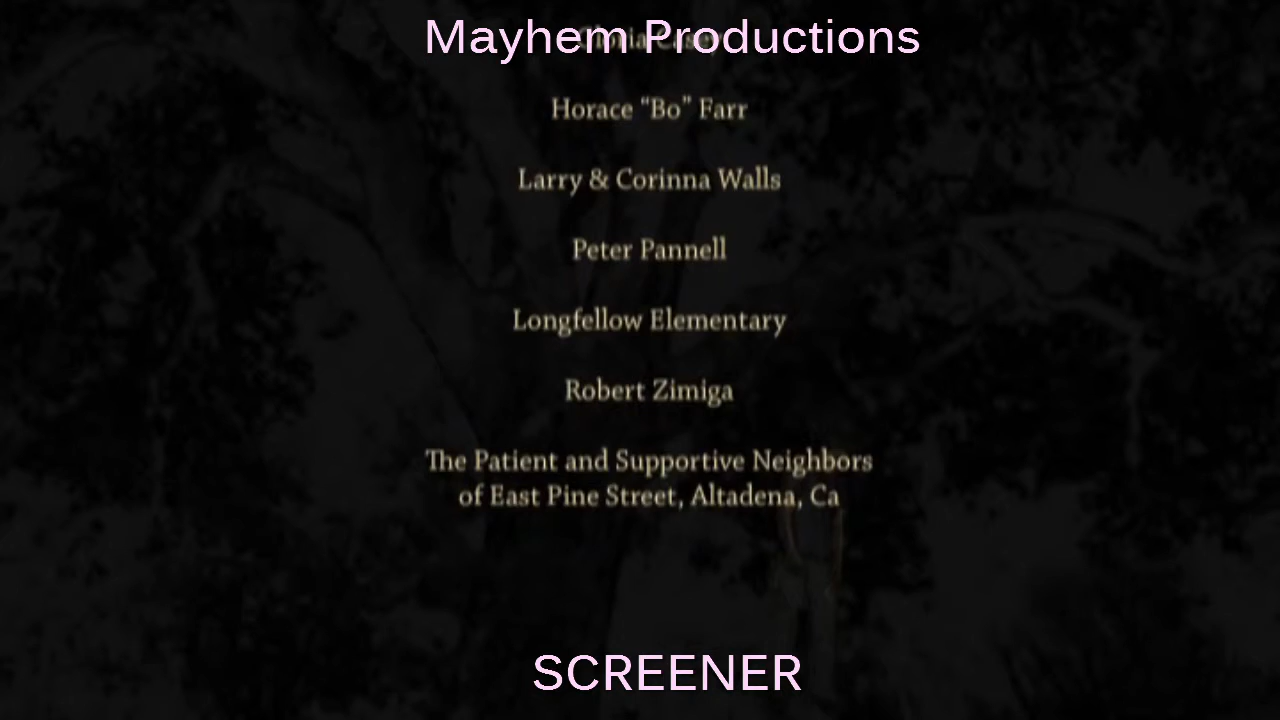 Mayhem Productions
Horace “Bo” Farr
Larry & Corinna Walls
Peter Pannell
Longfellow Elementary
Robert Zimiga
The Patient and Supportive Neighbors
of East Pine Street, Altadena, Ca
SCREENER